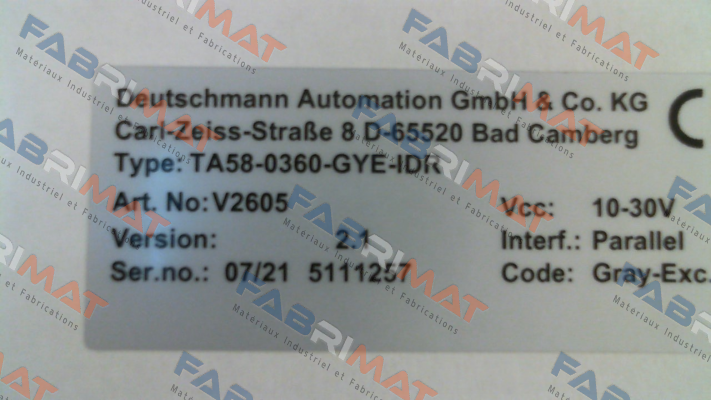 Deutschmann Automation GmbH & Co. KG
Carl-Zeiss-Straße 8 D-65520 Bad Camberg
Type: TA58-0360-GYE-IDR
Art. No: V2605 Vcc: 10-30V
Version: 2.1 Interf.: Parallel
Ser.no.: 07/21 5111257 Code: Gray-Exc.
FABRIMAT
Materiaux Industriel et Fabrications